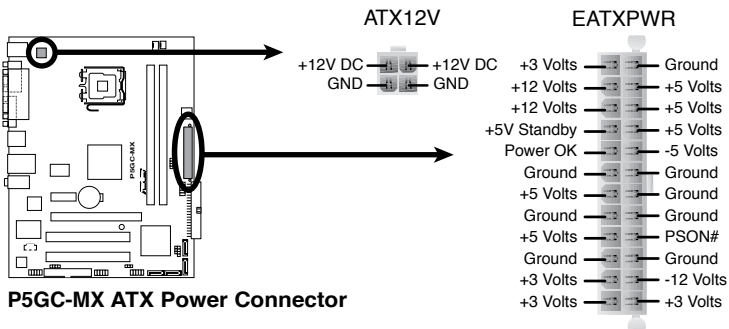 ATX12V EATXPWR
+12V DC +12V DC
GND GND
+3 Volts Ground
+12 Volts +5 Volts
+12 Volts +5 Volts
+5V Standby +5 Volts
Power OK -5 Volts
Ground Ground
+5 Volts Ground
Ground Ground
+5 Volts PSON#
Ground Ground
+3 Volts -12 Volts
+3 Volts +3 Volts
P5GC-MX
P5GC-MX ATX Power Connector